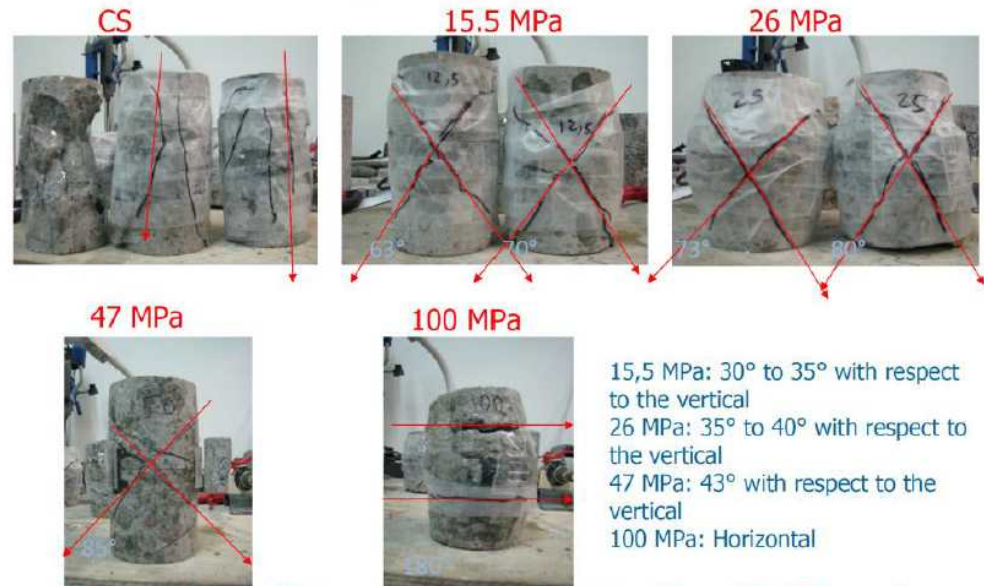 CS
15.5 MPa
26 MPa
12,5
12,5
25
25
63°
70°
73°
80°
47 MPa
100 MPa
100
85°
180°
15,5 MPa: 30° to 35° with respect
to the vertical
26 MPa: 35° to 40° with respect to
the vertical
47 MPa: 43° with respect to the
vertical
100 MPa: Horizontal